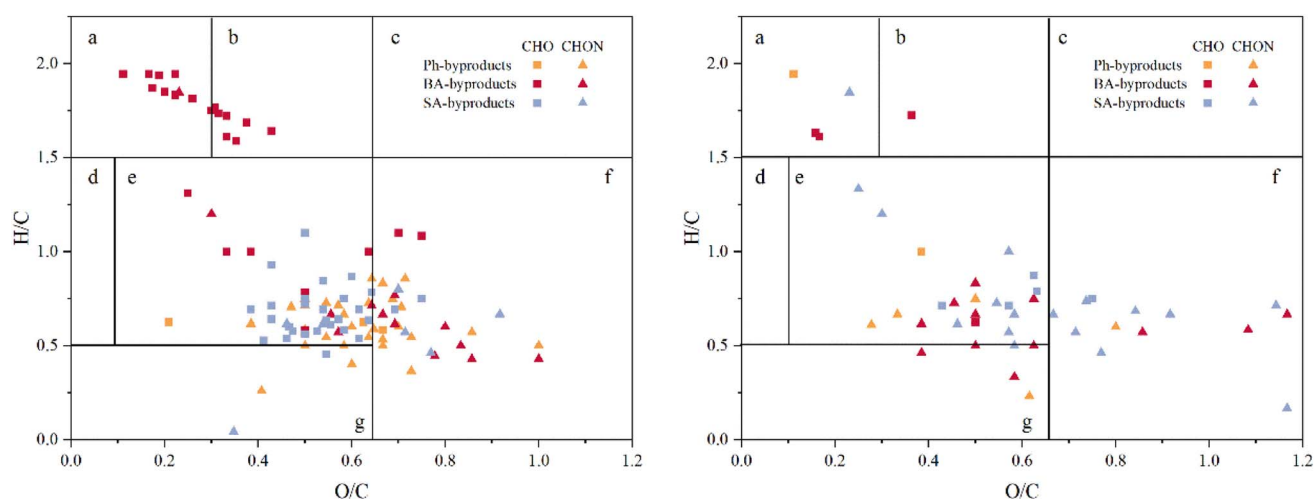 a b c
CHO CHON
Ph-byproducts
BA-byproducts
SA-byproducts
d e f
g
H/C
2.0
1.5
1.0
0.5
0.0
0.0 0.2 0.4 0.6 0.8 1.0 1.2
O/C
a b c
CHO CHON
Ph-byproducts
BA-byproducts
SA-byproducts
d e f
g
H/C
2.0
1.5
1.0
0.5
0.0
0.0 0.2 0.4 0.6 0.8 1.0 1.2
O/C